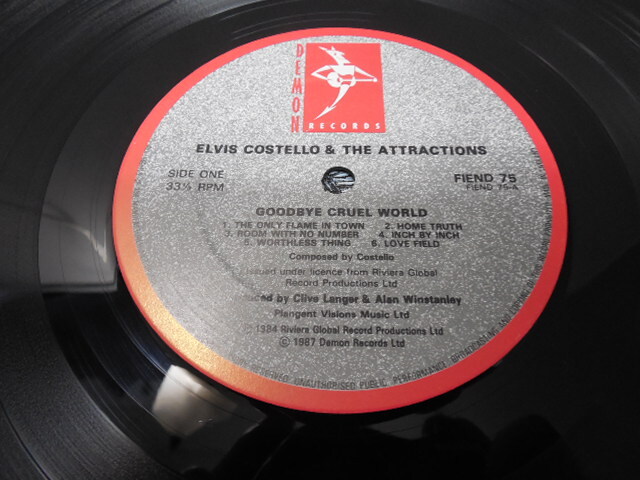 DEMON
RECORDS
ELVIS COSTELLO & THE ATTRACTIONS
SIDE ONE
33⅓ RPM
FIEND 75
FIEND 75-A
GOODBYE CRUEL WORLD
1. THE ONLY FLAME IN TOWN 2. HOME TRUTH
3. ROOM WITH NO NUMBER 4. INCH BY INCH
5. WORTHLESS THING 6. LOVE FIELD
Composed by Costello
Issued under licence from Riviera Global
Record Productions Ltd
by Clive Langer & Alan Winstanley
Plangent Visions Music Ltd
1984 Riviera Global Record Productions Ltd
© 1987 Demon Records Ltd
UNAUTHORISED PUBLIC PERFORMANCE BROADCASTING